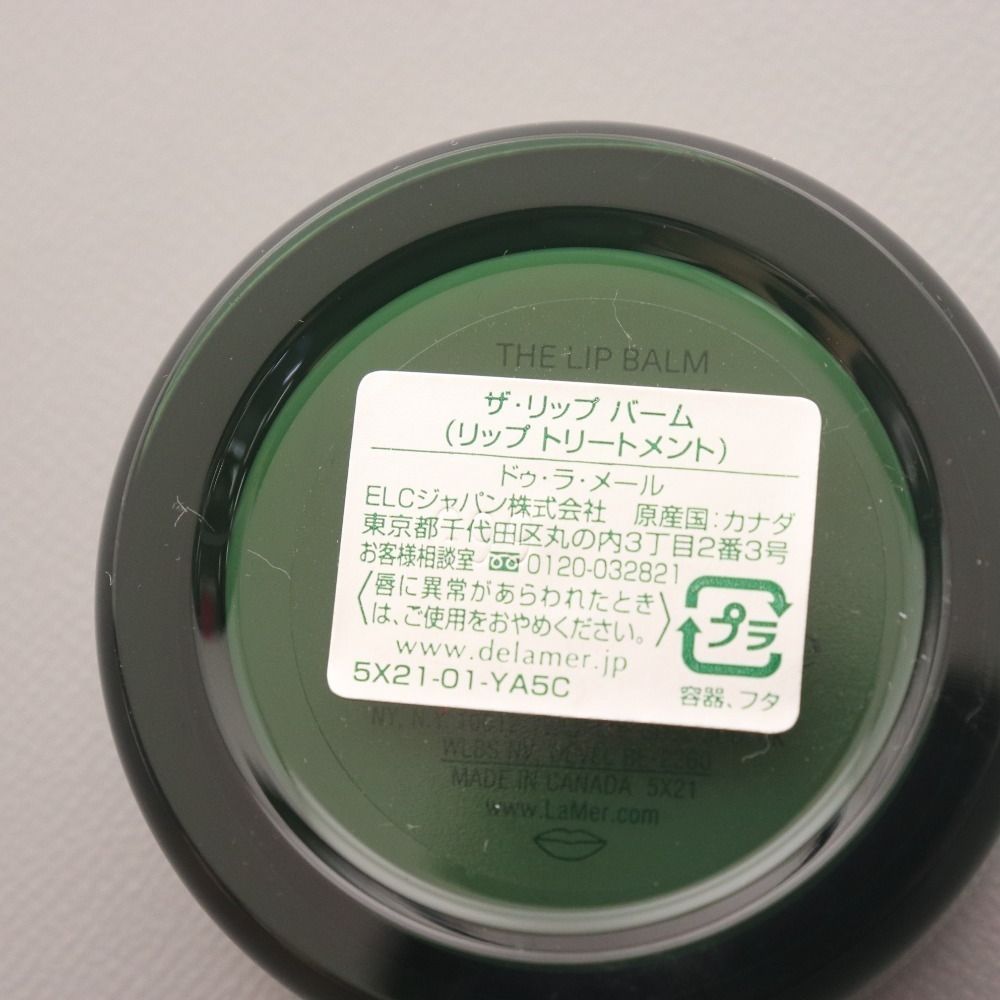 THE LIP BALM
ザ・リップ バーム
(リップ トリートメント)
ドゥ・ラ・メール
ELCジャパン株式会社 原産国:カナダ
東京都千代田区丸の内3丁目2番3号
お客様相談室 0120-032821
〈唇に異常があらわれたとき
は、ご使用をおやめください。〉
プラ
www.delamer.jp
5X21-01-YA5C
容器、フタ
NY, N.Y.
WLBS NV, BE-2260
MADE IN CANADA 5X21
www.LaMer.com